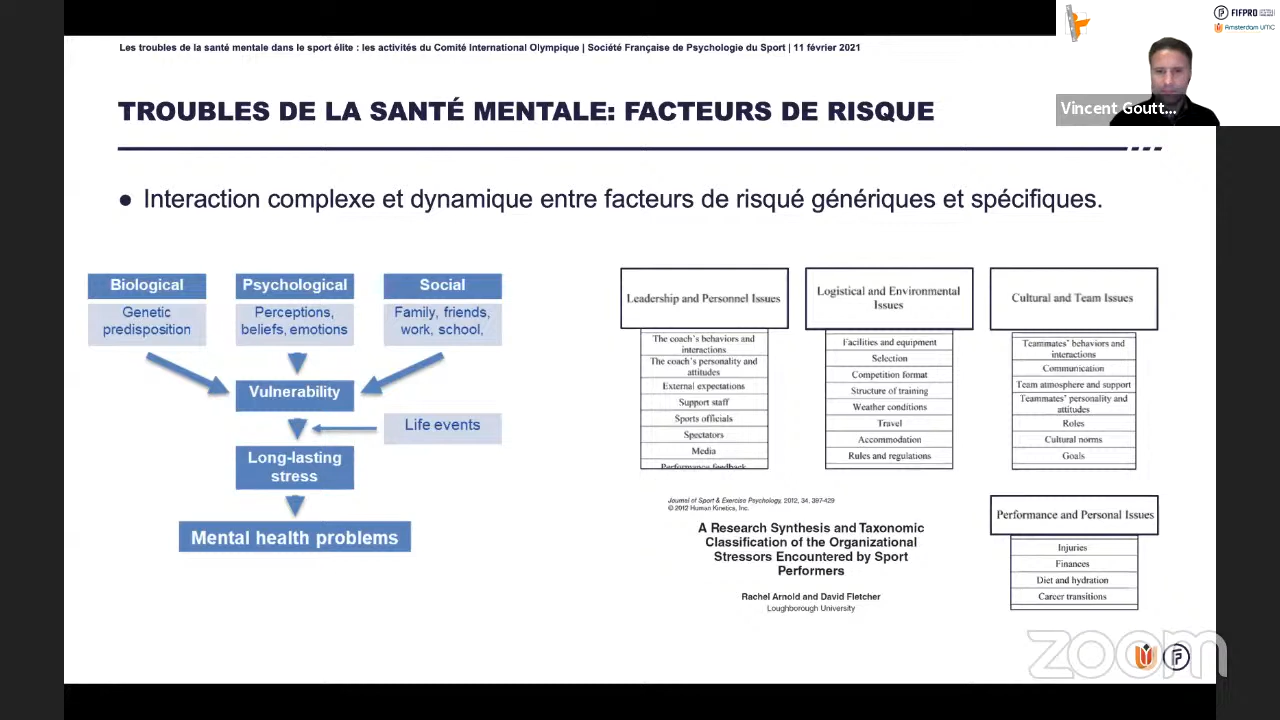 Les troubles de la santé mentale dans le sport élite : les activités du Comité International Olympique | Société Française de Psychologie du Sport | 11 février 2021
FIFPRO
Amsterdam UMC
Vincent Goutt...
TROUBLES DE LA SANTÉ MENTALE: FACTEURS DE RISQUE
● Interaction complexe et dynamique entre facteurs de risqué génériques et spécifiques.
Biological
Genetic
predisposition
Psychological
Perceptions,
beliefs, emotions
Social
Family, friends,
work, school,
Vulnerability
Life events
Long-lasting
stress
Mental health problems
Leadership and Personnel Issues
The coach's behaviors and
interactions
The coach's personality and
attitudes
External expectations
Support staff
Sports officials
Spectators
Media
Performance feedback
Logistical and Environmental
Issues
Facilities and equipment
Selection
Competition format
Structure of training
Weather conditions
Travel
Accommodation
Rules and regulations
Cultural and Team Issues
Teammates' behaviors and
interactions
Communication
Team atmosphere and support
Teammates' personality and
attitudes
Roles
Cultural norms
Goals
Performance and Personal Issues
Injuries
Finances
Diet and hydration
Career transitions
Journal of Sport & Exercise Psychology, 2012, 34, 397-429
© 2012 Human Kinetics, Inc.
A Research Synthesis and Taxonomic
Classification of the Organizational
Stressors Encountered by Sport
Performers
Rachel Arnold and David Fletcher
Loughborough University
zoom